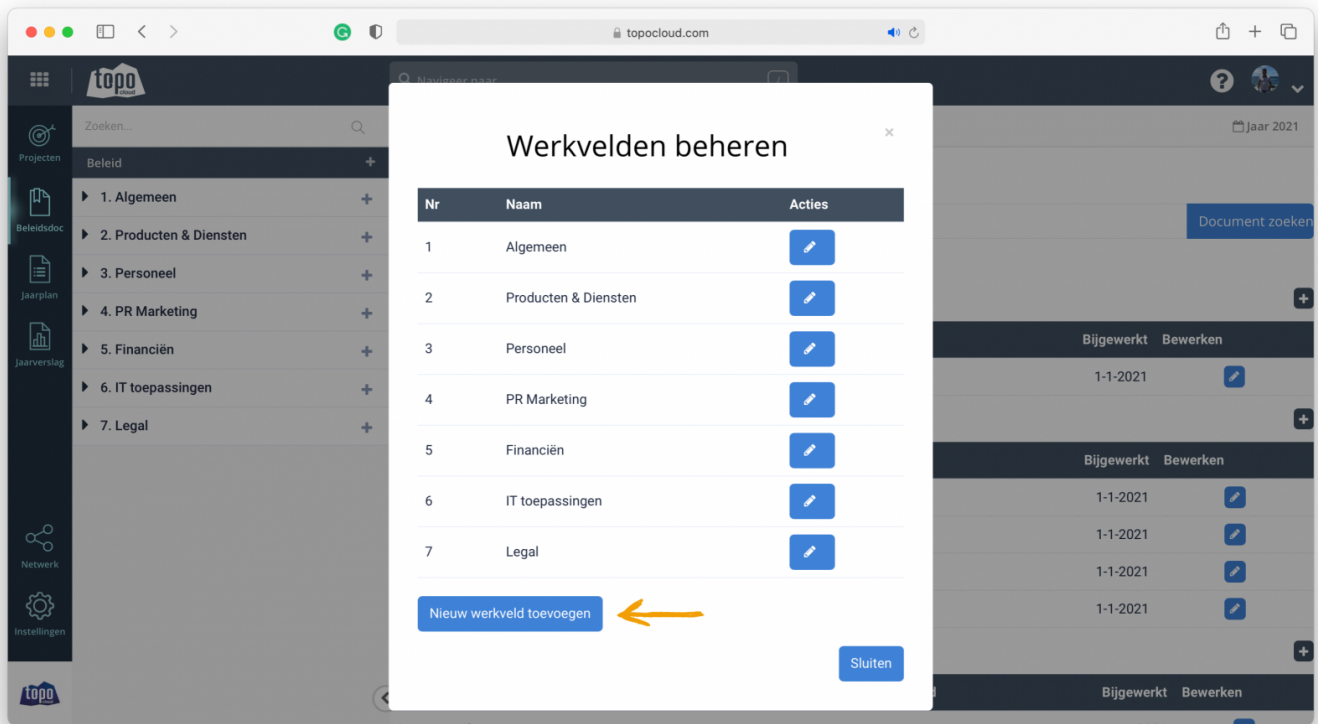 topocloud.com
topo
cloud
Navigeer naar
/
?
Zoeken...
Jaar 2021
Projecten
Beleid
1. Algemeen
Beleidsdoc
2. Producten & Diensten
3. Personeel
Jaarplan
4. PR Marketing
5. Financiën
Jaarverslag
6. IT toepassingen
7. Legal
Netwerk
Instellingen
topo
cloud
Werkvelden beheren
×
Nr Naam Acties
1 Algemeen
2 Producten & Diensten
3 Personeel
4 PR Marketing
5 Financiën
6 IT toepassingen
7 Legal
Nieuw werkveld toevoegen
Sluiten
Document zoeken
Bijgewerkt Bewerken
1-1-2021
Bijgewerkt Bewerken
1-1-2021
1-1-2021
1-1-2021
1-1-2021
Bijgewerkt Bewerken